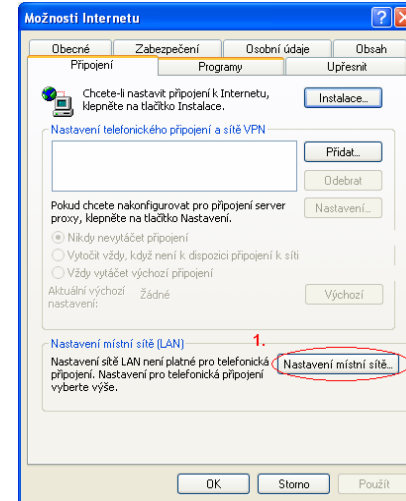 Možnosti Internetu
Obecné Zabezpečení Osobní údaje Obsah
Připojení Programy Upřesnit
Chcete-li nastavit připojení k Internetu,
klepněte na tlačítko Instalace.
Instalace...
Nastavení telefonického připojení a sítě VPN
Přidat...
Odebrat
Pokud chcete nakonfigurovat pro připojení server
proxy, klepněte na tlačítko Nastavení.
Nastavení...
Nikdy nevytáčet připojení
Vytočit vždy, když není k dispozici připojení k síti
Vždy vytáčet výchozí připojení
Aktuální výchozí
nastavení:
Žádné
Výchozí
Nastavení místní sítě (LAN)
1.
Nastavení sítě LAN není platné pro telefonická
připojení. Nastavení pro telefonická připojení
vyberte výše.
Nastavení místní sítě...
OK Storno Použít